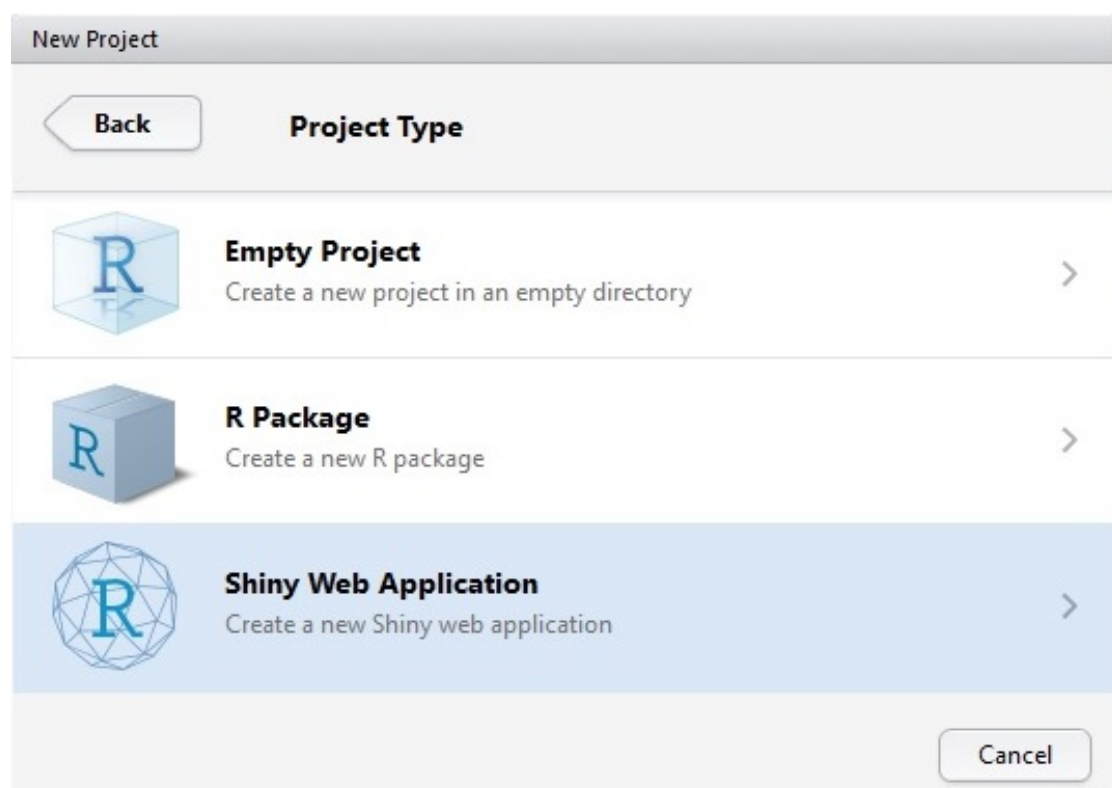 New Project
Back
Project Type
R
Empty Project
Create a new project in an empty directory
R
R Package
Create a new R package
R
Shiny Web Application
Create a new Shiny web application
Cancel